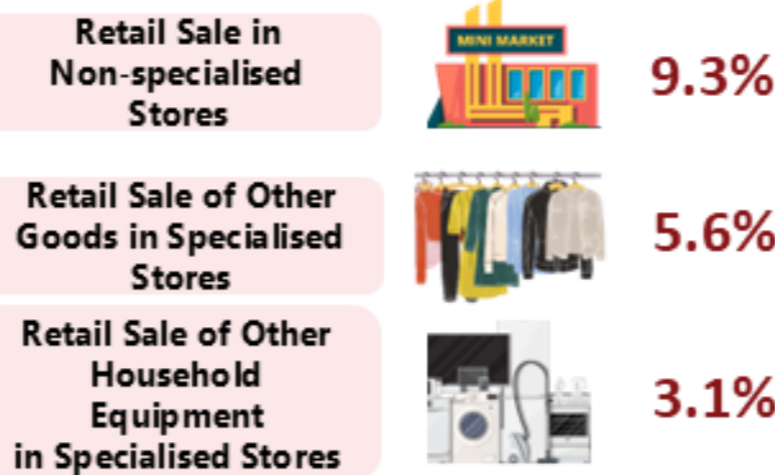 Retail Sale in
Non-specialised
Stores
MINI MARKET
9.3%
Retail Sale of Other
Goods in Specialised
Stores
5.6%
Retail Sale of Other
Household
Equipment
in Specialised Stores
3.1%